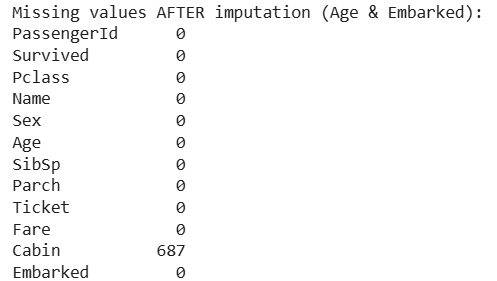 Missing values AFTER imputation (Age & Embarked):
PassengerId      0
Survived         0
Pclass           0
Name             0
Sex              0
Age              0
SibSp            0
Parch            0
Ticket           0
Fare             0
Cabin          687
Embarked         0